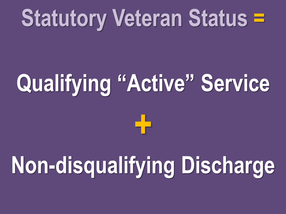 Statutory Veteran Status =
Qualifying “Active” Service
+
Non-disqualifying Discharge